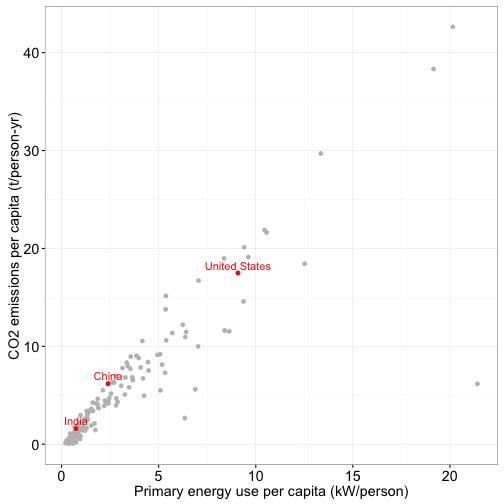 CO2 emissions per capita (t/person-yr)
40
30
20
10
0
United States
China
India
0 5 10 15 20
Primary energy use per capita (kW/person)